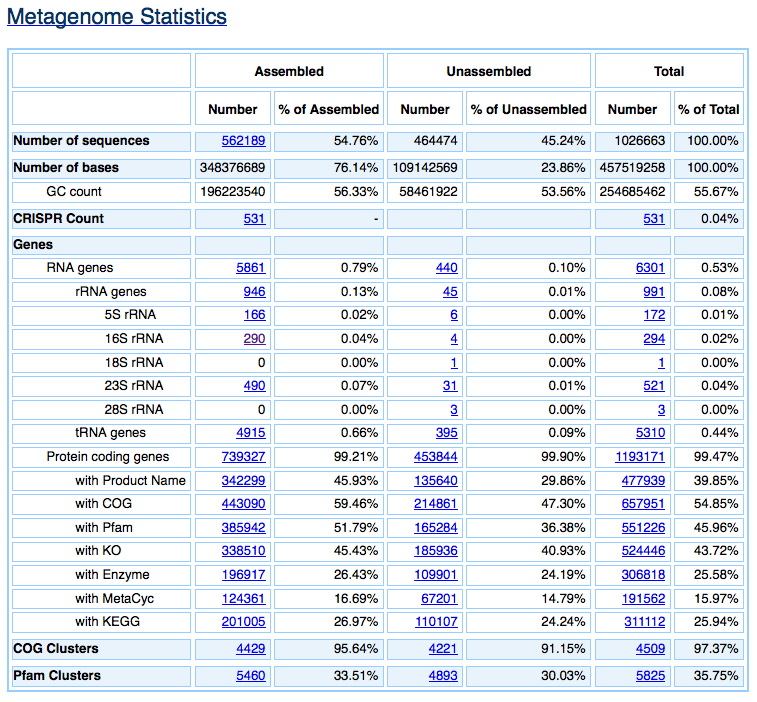 Metagenome Statistics
Assembled Unassembled Total
Number % of Assembled Number % of Unassembled Number % of Total
Number of sequences 562189 54.76% 464474 45.24% 1026663 100.00%
Number of bases 348376689 76.14% 109142569 23.86% 457519258 100.00%
GC count 196223540 56.33% 58461922 53.56% 254685462 55.67%
CRISPR Count 531 - 531 0.04%
Genes
RNA genes 5861 0.79% 440 0.10% 6301 0.53%
rRNA genes 946 0.13% 45 0.01% 991 0.08%
5S rRNA 166 0.02% 6 0.00% 172 0.01%
16S rRNA 290 0.04% 4 0.00% 294 0.02%
18S rRNA 0 0.00% 1 0.00% 1 0.00%
23S rRNA 490 0.07% 31 0.01% 521 0.04%
28S rRNA 0 0.00% 3 0.00% 3 0.00%
tRNA genes 4915 0.66% 395 0.09% 5310 0.44%
Protein coding genes 739327 99.21% 453844 99.90% 1193171 99.47%
with Product Name 342299 45.93% 135640 29.86% 477939 39.85%
with COG 443090 59.46% 214861 47.30% 657951 54.85%
with Pfam 385942 51.79% 165284 36.38% 551226 45.96%
with KO 338510 45.43% 185936 40.93% 524446 43.72%
with Enzyme 196917 26.43% 109901 24.19% 306818 25.58%
with MetaCyc 124361 16.69% 67201 14.79% 191562 15.97%
with KEGG 201005 26.97% 110107 24.24% 311112 25.94%
COG Clusters 4429 95.64% 4221 91.15% 4509 97.37%
Pfam Clusters 5460 33.51% 4893 30.03% 5825 35.75%